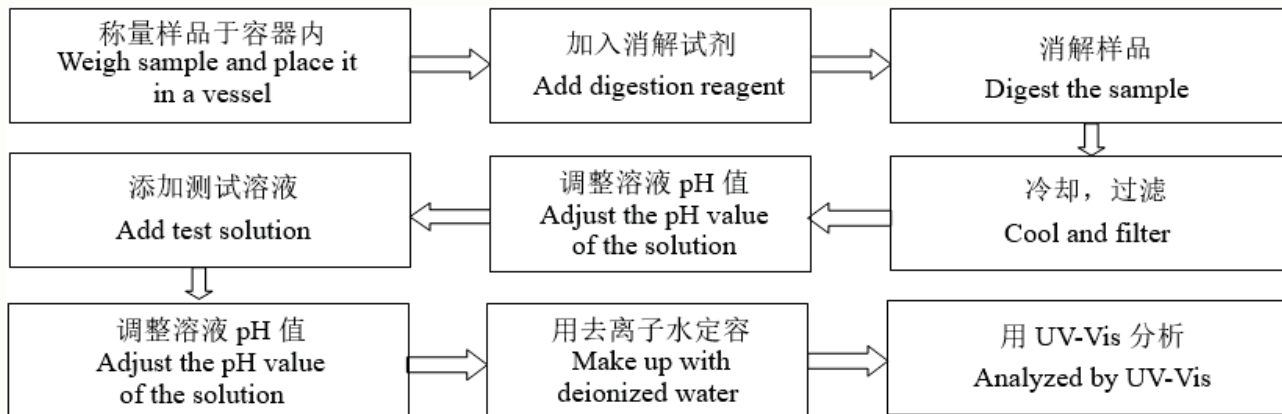 称量样品于容器内
Weigh sample and place it
in a vessel
加入消解试剂
Add digestion reagent
消解样品
Digest the sample
冷却，过滤
Cool and filter
调整溶液 pH 值
Adjust the pH value
of the solution
添加测试溶液
Add test solution
调整溶液 pH 值
Adjust the pH value
of the solution
用去离子水定容
Make up with
deionized water
用 UV-Vis 分析
Analyzed by UV-Vis